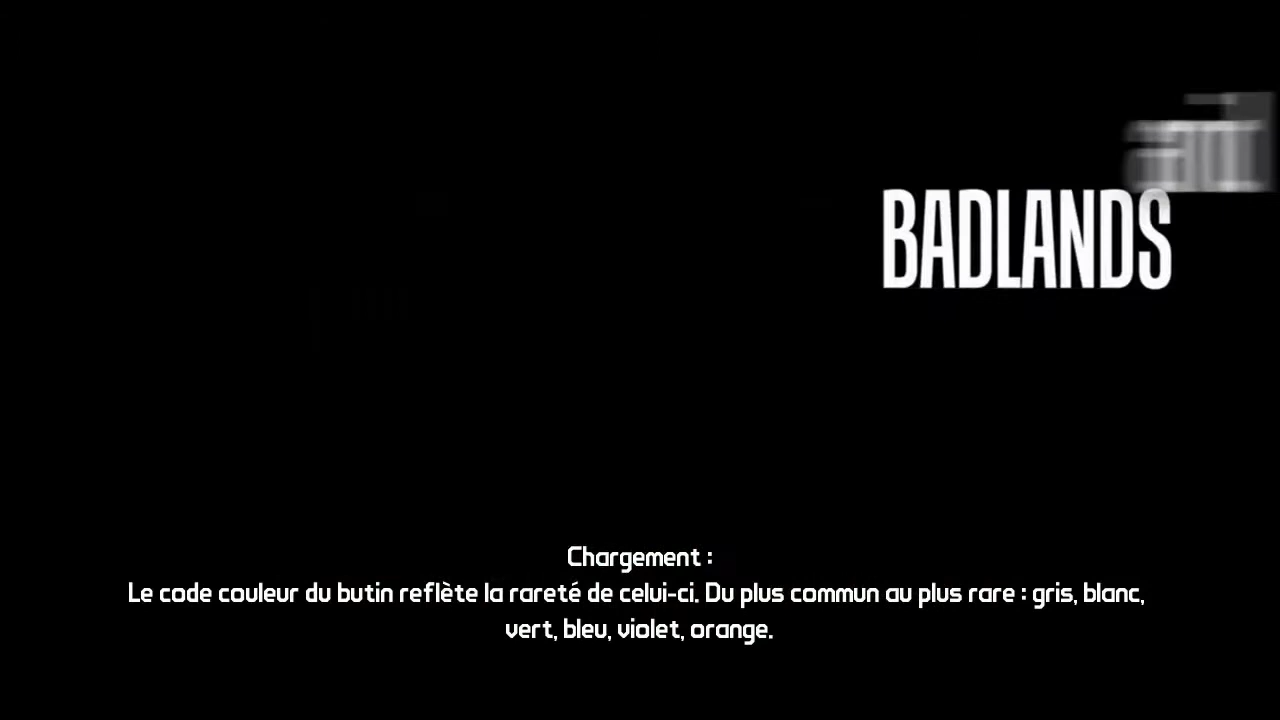 BADLANDS
Chargement :
Le code couleur du butin reflète la rareté de celui-ci. Du plus commun au plus rare : gris, blanc,
vert, bleu, violet, orange.